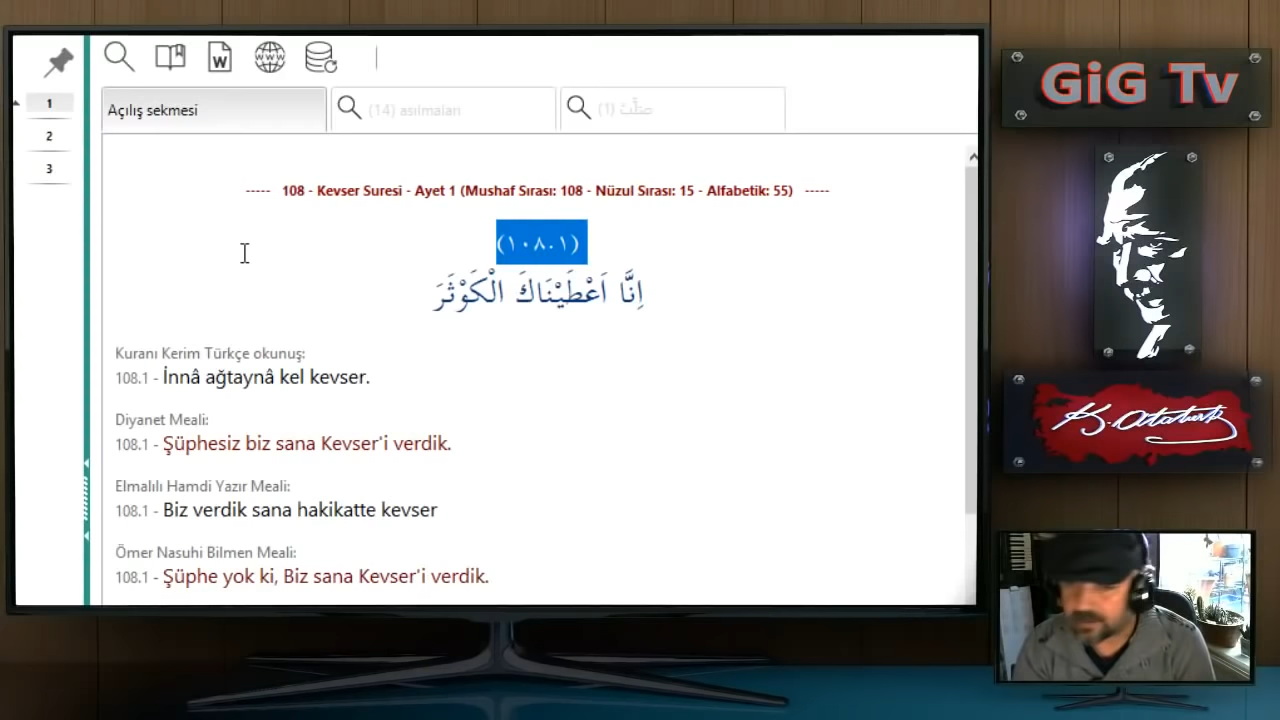 1
2
3
Açılış sekmesi
(14) asılmaları
(1) صَلَّتْ
----- 108 - Kevser Suresi - Ayet 1 (Mushaf Sırası: 108 - Nüzul Sırası: 15 - Alfabetik: 55) -----
(١٠٨.١)
اِنَّا اَعْطَيْنَاكَ الْكَوْثَرَ
Kuranı Kerim Türkçe okunuş:
108.1 - İnnâ ağtaynâ kel kevser.
Diyanet Meali:
108.1 - Şüphesiz biz sana Kevser'i verdik.
Elmalılı Hamdi Yazır Meali:
108.1 - Biz verdik sana hakikatte kevser
Ömer Nasuhi Bilmen Meali:
108.1 - Şüphe yok ki, Biz sana Kevser'i verdik.
GiG Tv
K. Atatürk